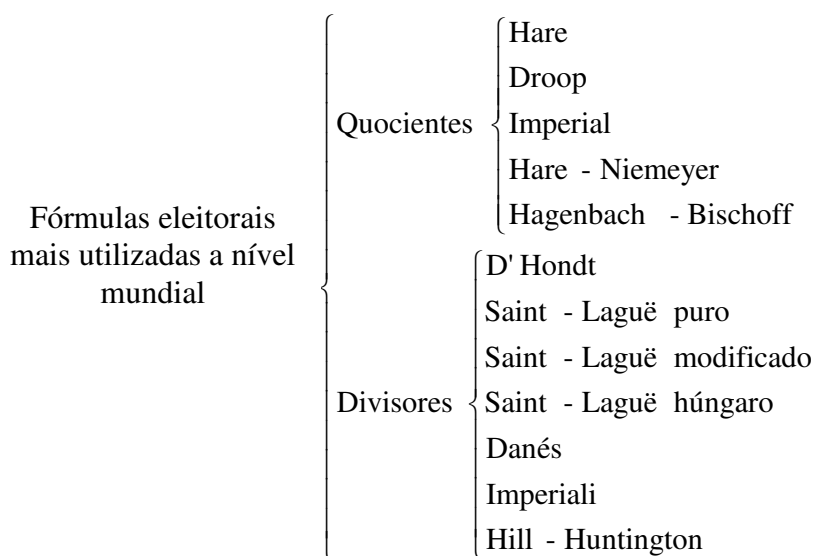 Fórmulas eleitorais
mais utilizadas a nível
mundial
Quocientes
Hare
Droop
Imperial
Hare - Niemeyer
Hagenbach - Bischoff
Divisores
D' Hondt
Saint - Laguë puro
Saint - Laguë modificado
Saint - Laguë húngaro
Danés
Imperiali
Hill - Huntington